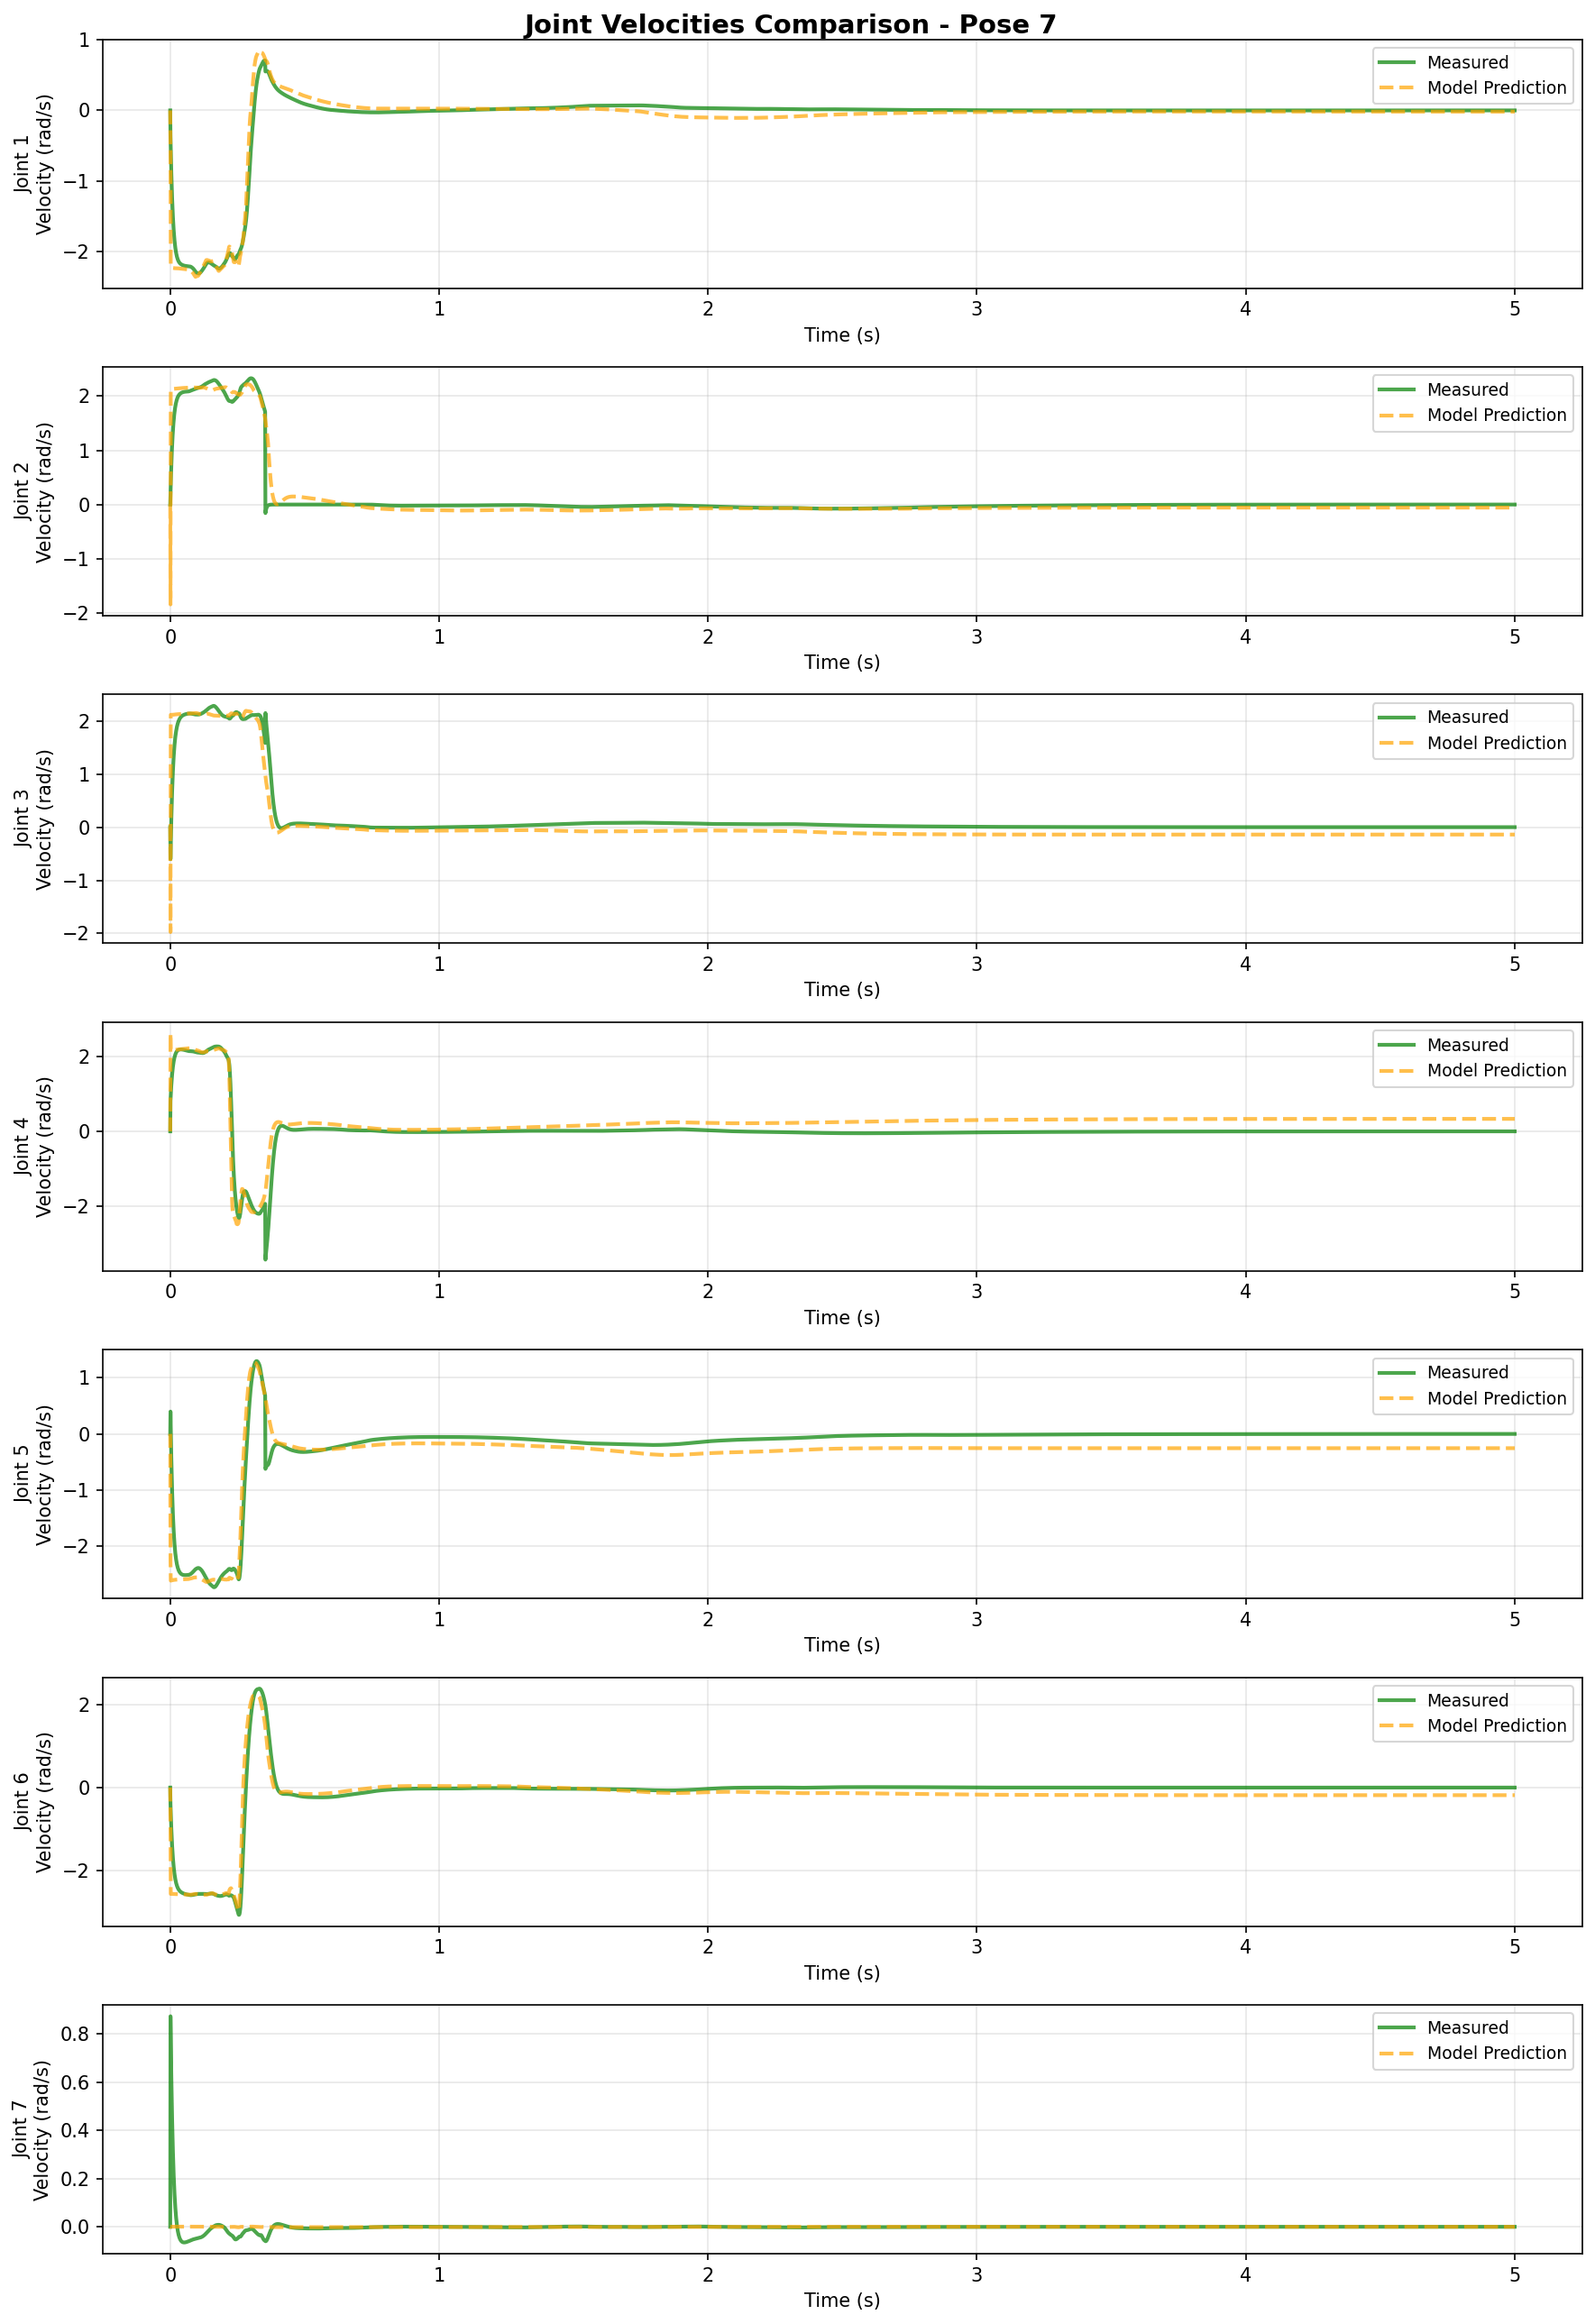 Joint Velocities Comparison - Pose 7
Joint 1
Velocity (rad/s)
1
0
−1
−2
Measured
Model Prediction
0 1 2 3 4 5
Time (s)
Joint 2
Velocity (rad/s)
2
1
0
−1
−2
Measured
Model Prediction
0 1 2 3 4 5
Time (s)
Joint 3
Velocity (rad/s)
2
1
0
−1
−2
Measured
Model Prediction
0 1 2 3 4 5
Time (s)
Joint 4
Velocity (rad/s)
2
0
−2
Measured
Model Prediction
0 1 2 3 4 5
Time (s)
Joint 5
Velocity (rad/s)
1
0
−1
−2
Measured
Model Prediction
0 1 2 3 4 5
Time (s)
Joint 6
Velocity (rad/s)
2
0
−2
Measured
Model Prediction
0 1 2 3 4 5
Time (s)
Joint 7
Velocity (rad/s)
0.8
0.6
0.4
0.2
0.0
Measured
Model Prediction
0 1 2 3 4 5
Time (s)